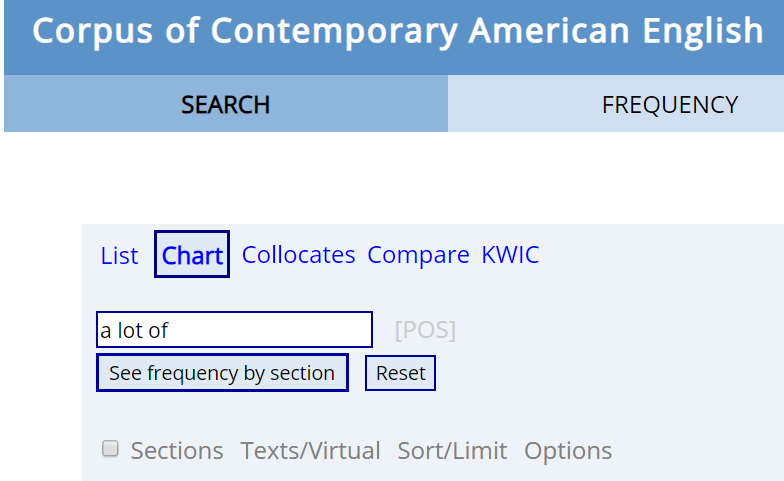 Corpus of Contemporary American English
SEARCH FREQUENCY
List Chart Collocates Compare KWIC
a lot of [POS]
See frequency by section Reset
Sections Texts/Virtual Sort/Limit Options